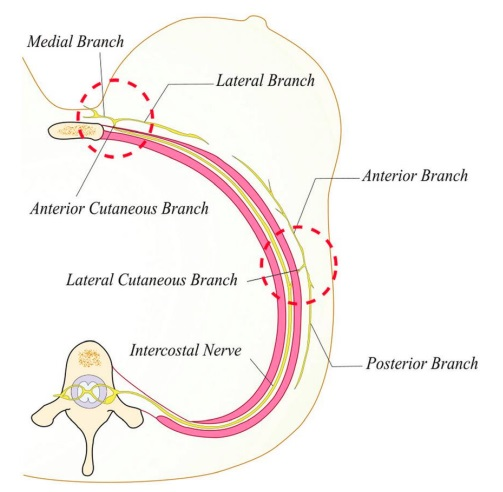 Medial Branch
Lateral Branch
Anterior Branch
Anterior Cutaneous Branch
Lateral Cutaneous Branch
Intercostal Nerve
Posterior Branch